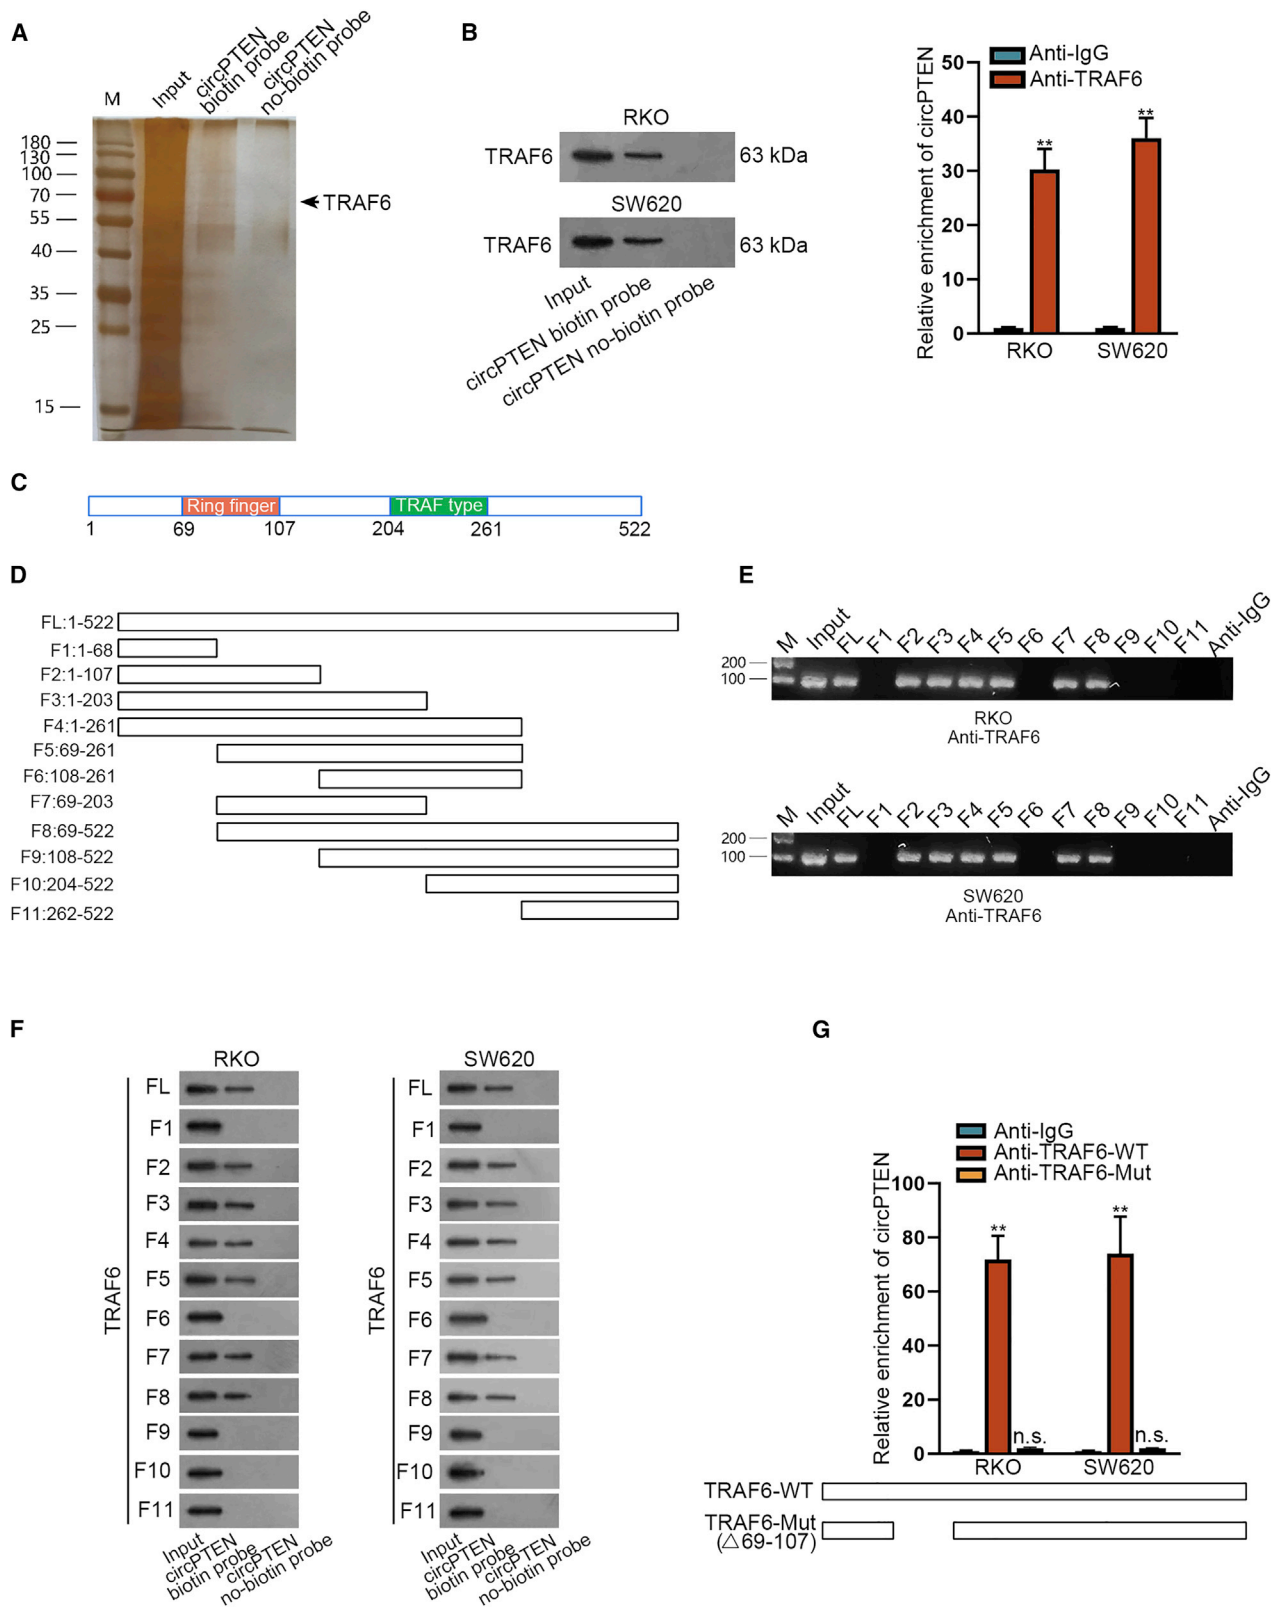 A
M
Input
circPTEN
biotin probe
circPTEN
no-biotin probe
180
130
100
70
55
40
35
25
15
TRAF6
B
RKO
TRAF6
63 kDa
SW620
TRAF6
63 kDa
Input
circPTEN biotin probe
circPTEN no-biotin probe
Anti-IgG
Anti-TRAF6
Relative enrichment of circPTEN
50
40
30
20
10
0
**
**
RKO
SW620
C
Ring finger
TRAF type
1
69
107
204
261
522
D
FL:1-522
F1:1-68
F2:1-107
F3:1-203
F4:1-261
F5:69-261
F6:108-261
F7:69-203
F8:69-522
F9:108-522
F10:204-522
F11:262-522
E
M
Input
FL
F1
F2
F3
F4
F5
F6
F7
F8
F9
F10
F11
Anti-IgG
200
100
RKO
Anti-TRAF6
M
Input
FL
F1
F2
F3
F4
F5
F6
F7
F8
F9
F10
F11
Anti-IgG
200
100
SW620
Anti-TRAF6
F
RKO
TRAF6
FL
F1
F2
F3
F4
F5
F6
F7
F8
F9
F10
F11
Input
circPTEN
biotin probe
circPTEN
no-biotin probe
SW620
TRAF6
FL
F1
F2
F3
F4
F5
F6
F7
F8
F9
F10
F11
Input
circPTEN
biotin probe
circPTEN
no-biotin probe
G
Anti-IgG
Anti-TRAF6-WT
Anti-TRAF6-Mut
Relative enrichment of circPTEN
100
80
60
40
20
0
**
n.s.
**
n.s.
RKO
SW620
TRAF6-WT
TRAF6-Mut
(△69-107)